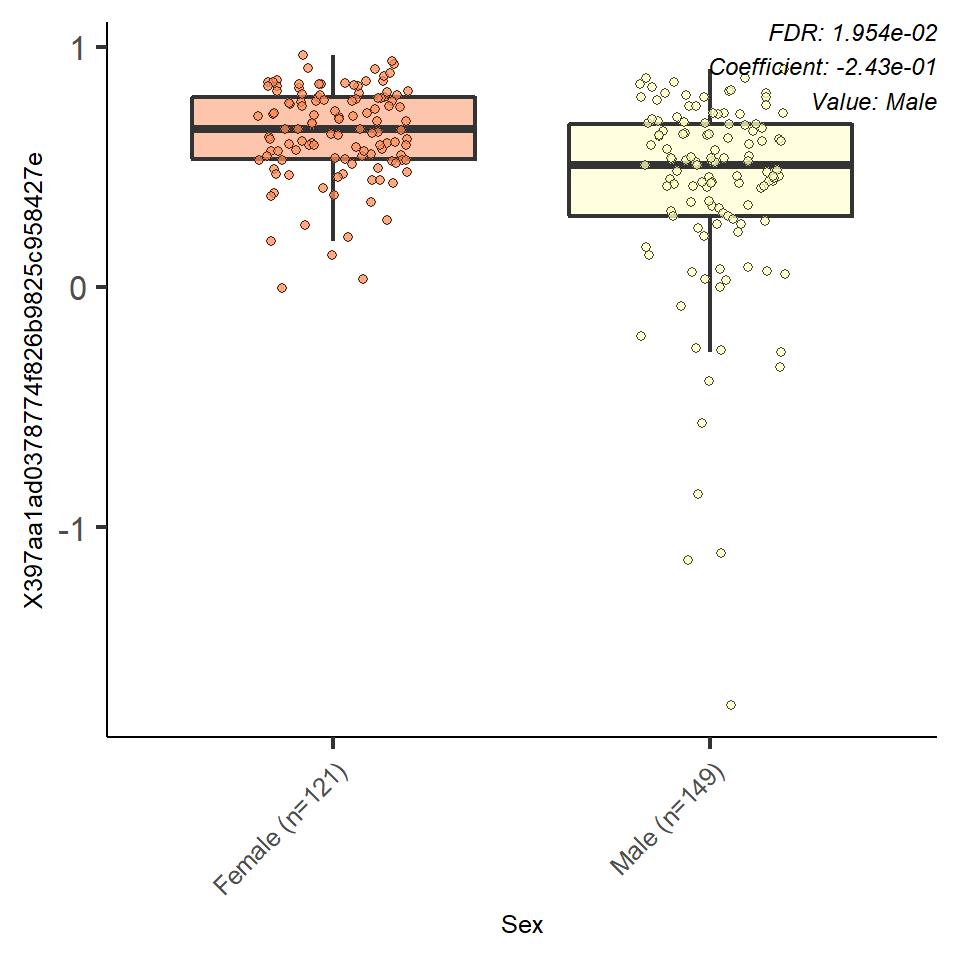 FDR: 1.954e-02
Coefficient: -2.43e-01
Value: Male
1
0
-1
X397aa1ad0378774f826b9825c958427e
Female (n=121)
Male (n=149)
Sex